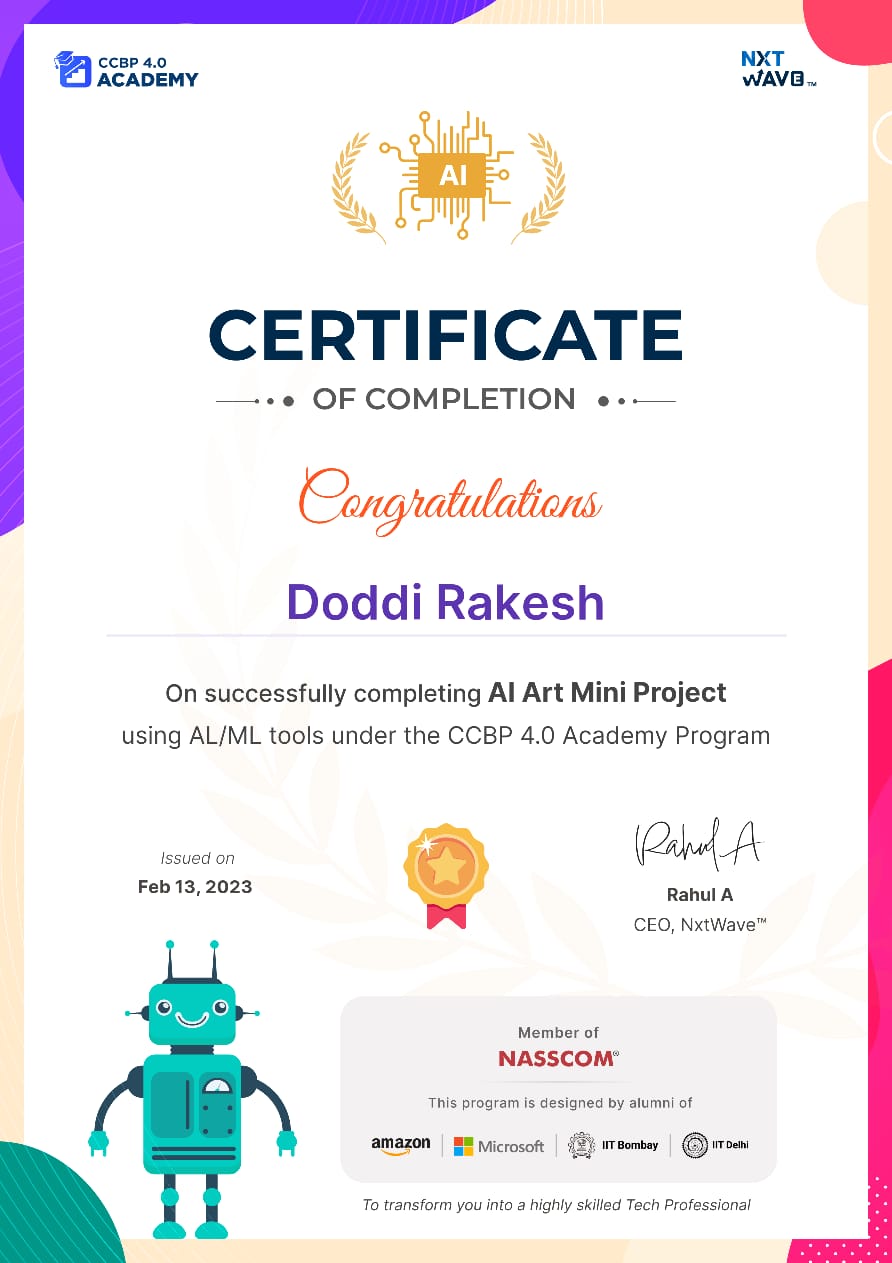 CCBP 4.0
ACADEMY
NXT
WAVE™
AI
CERTIFICATE
OF COMPLETION
Congratulations
Doddi Rakesh
On successfully completing AI Art Mini Project
using AL/ML tools under the CCBP 4.0 Academy Program
Issued on
Feb 13, 2023
Rahul A
Rahul A
CEO, NxtWave™
Member of
NASSCOM®
This program is designed by alumni of
amazon | Microsoft | IIT Bombay | IIT Delhi
To transform you into a highly skilled Tech Professional